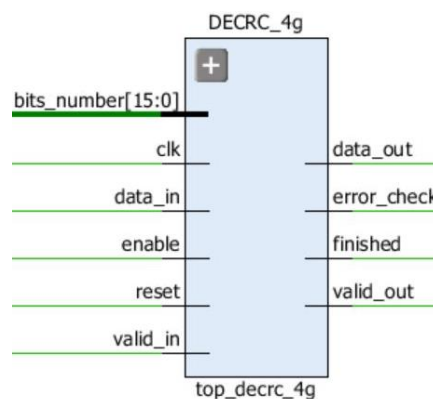 DECRC_4g
bits_number[15:0]
clk
data_out
data_in
error_check
enable
finished
reset
valid_out
valid_in
top_decrc_4g